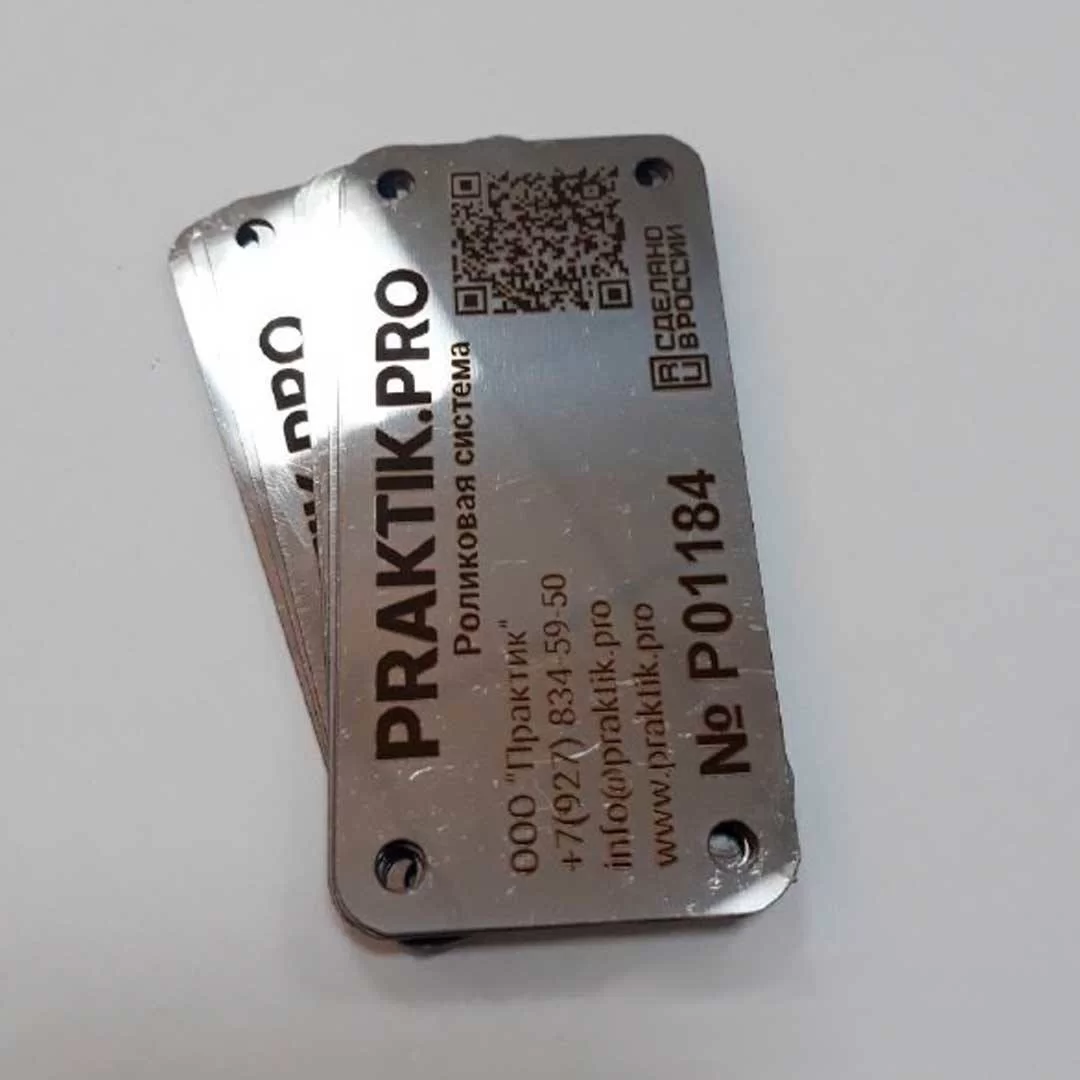 PRAKTIK.PRO
Роликовая система
ООО "Практик"
+7(927) 834-59-50
info@praktik.pro
www.praktik.pro
СДЕЛАНО
В РОССИИ
RU
№ P01184
PRO